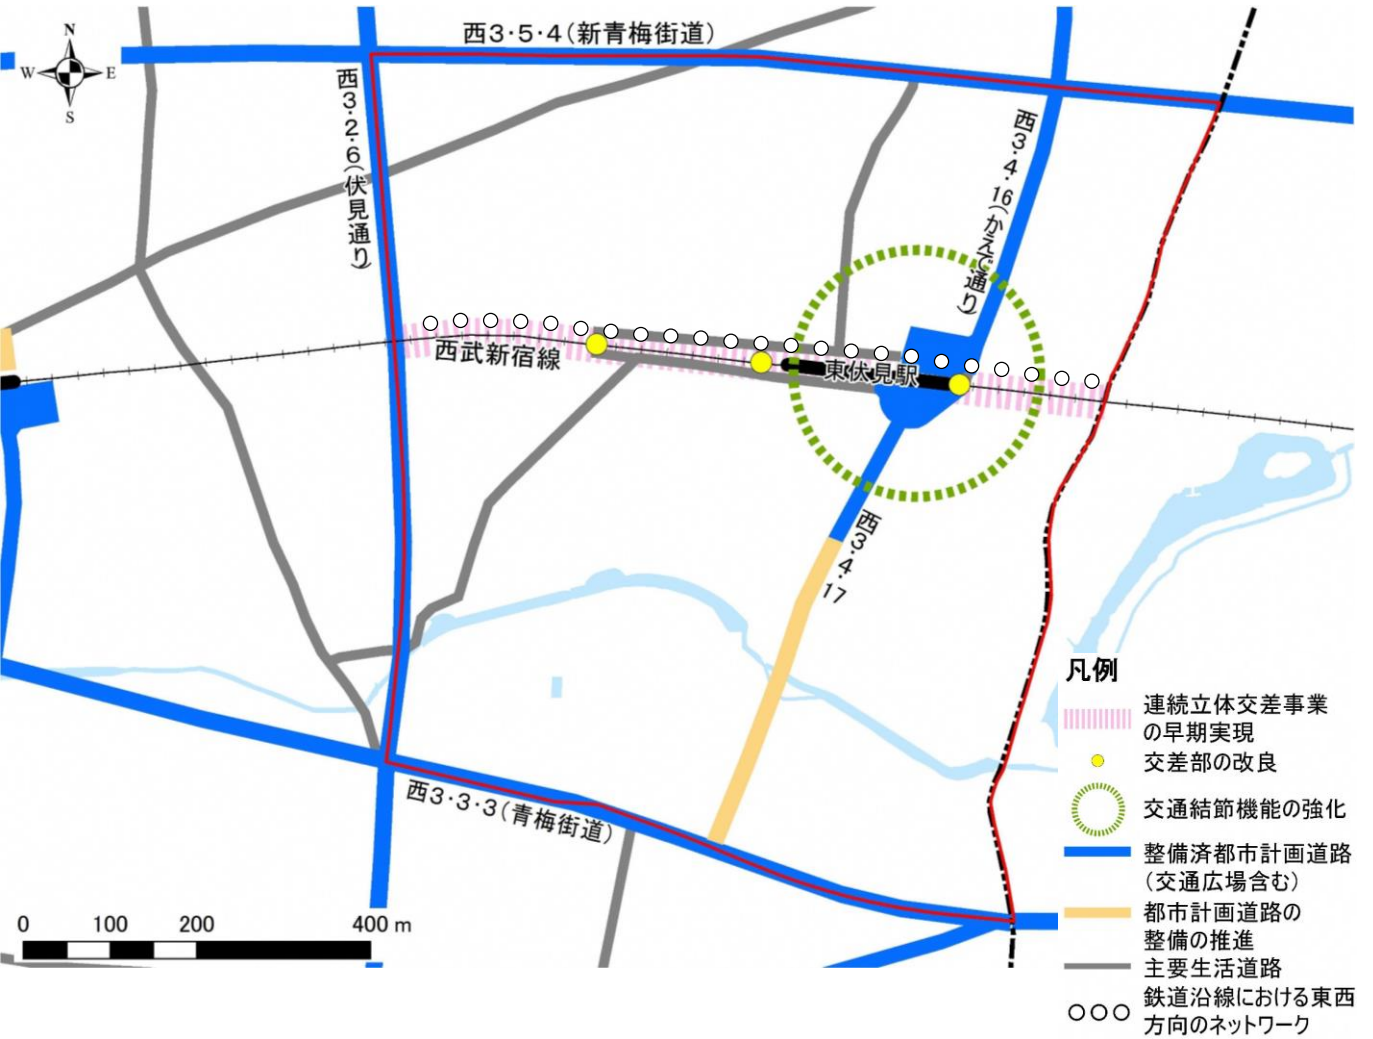 N
W E
S
西3・5・4(新青梅街道)
西3・2・6(伏見通り)
西3・4・16(かえで通り)
西武新宿線
東伏見駅
西3・4・17
西3・3・3(青梅街道)
0 100 200 400 m
凡例
連続立体交差事業
の早期実現
交差部の改良
交通結節機能の強化
整備済都市計画道路
(交通広場含む)
都市計画道路の
整備の推進
主要生活道路
鉄道沿線における東西
方向のネットワーク